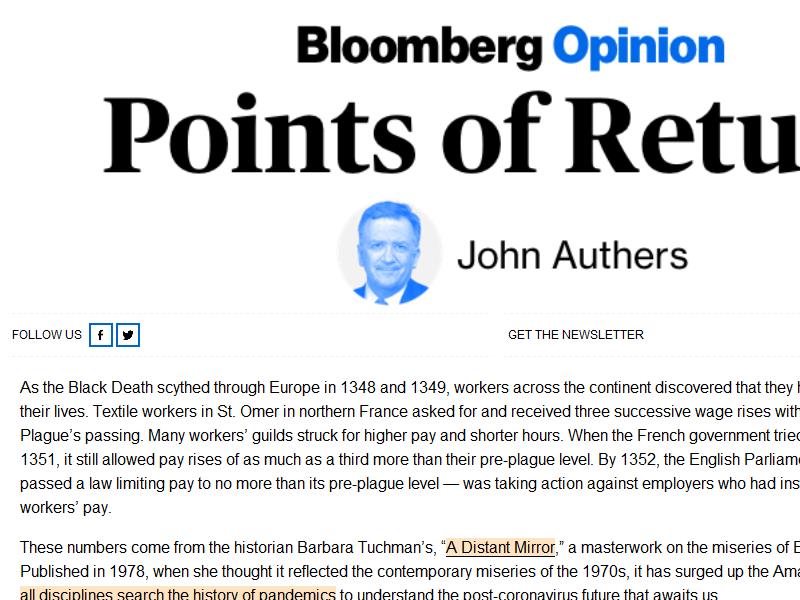 Bloomberg Opinion
Points of Retu
John Authers
FOLLOW US
GET THE NEWSLETTER
As the Black Death scythed through Europe in 1348 and 1349, workers across the continent discovered that they
their lives. Textile workers in St. Omer in northern France asked for and received three successive wage rises with
Plague’s passing. Many workers’ guilds struck for higher pay and shorter hours. When the French government tried
1351, it still allowed pay rises of as much as a third more than their pre-plague level. By 1352, the English Parliame
passed a law limiting pay to no more than its pre-plague level — was taking action against employers who had ins
workers’ pay.
These numbers come from the historian Barbara Tuchman’s, “A Distant Mirror,” a masterwork on the miseries of E
Published in 1978, when she thought it reflected the contemporary miseries of the 1970s, it has surged up the Ama
all disciplines search the history of pandemics to understand the post-coronavirus future that awaits us